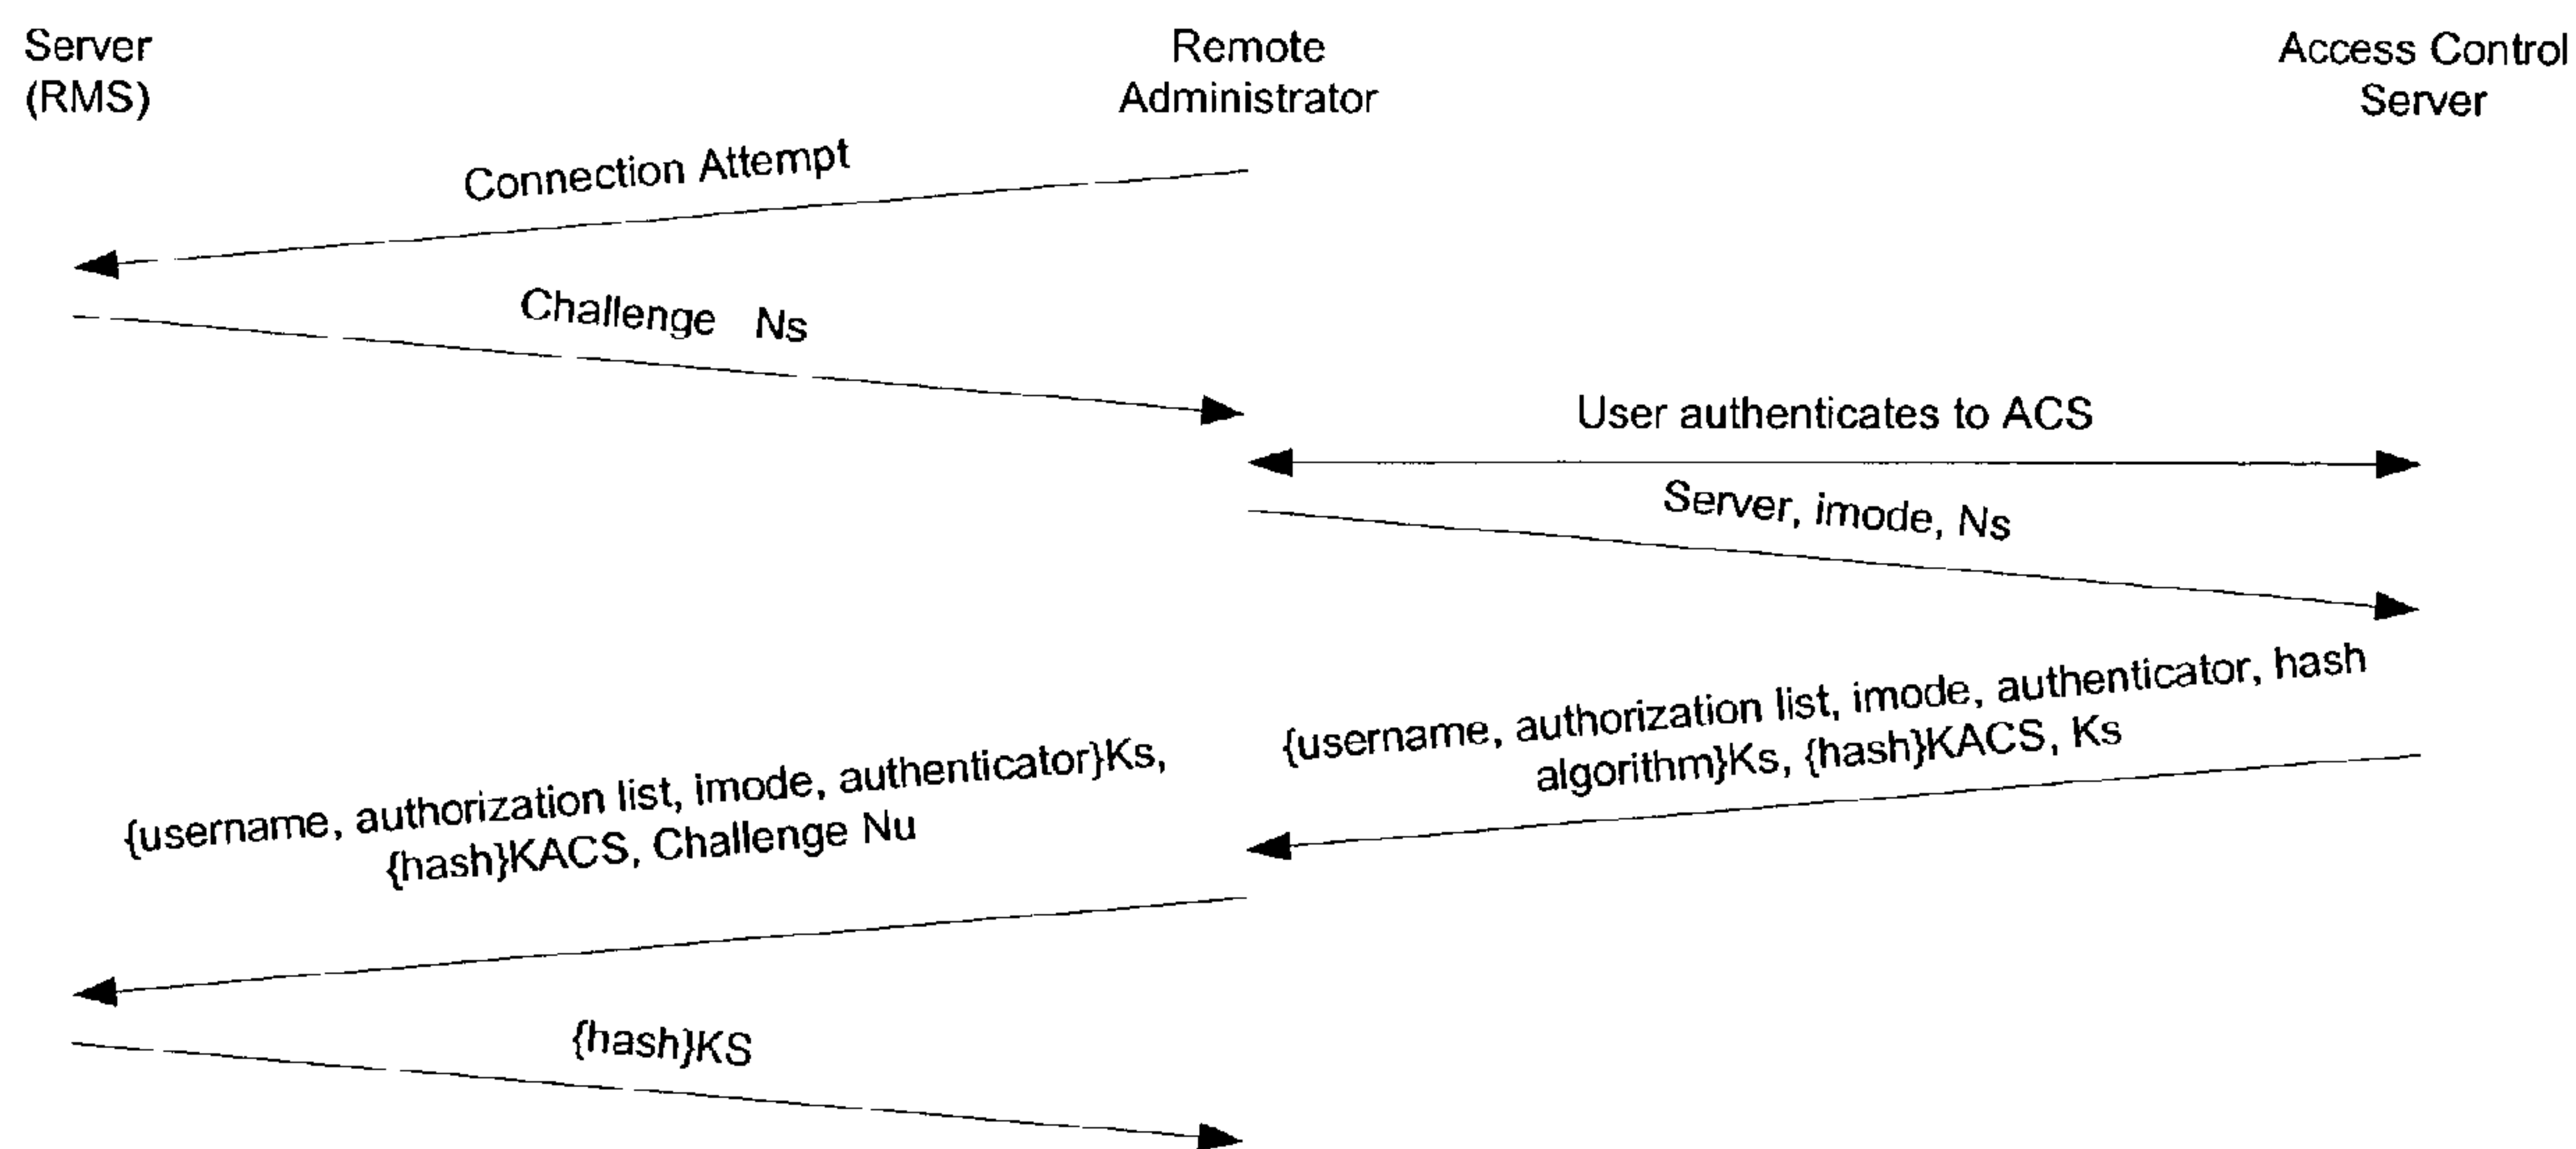 Server
(RMS)
Remote
Administrator
Access Control
Server
Connection Attempt
Challenge Ns
User authenticates to ACS
Server, imode, Ns
{username, authorization list, imode, authenticator, hash
algorithm}Ks, {hash}KACS, Ks
{username, authorization list, imode, authenticator}Ks,
{hash}KACS, Challenge Nu
{hash}KS